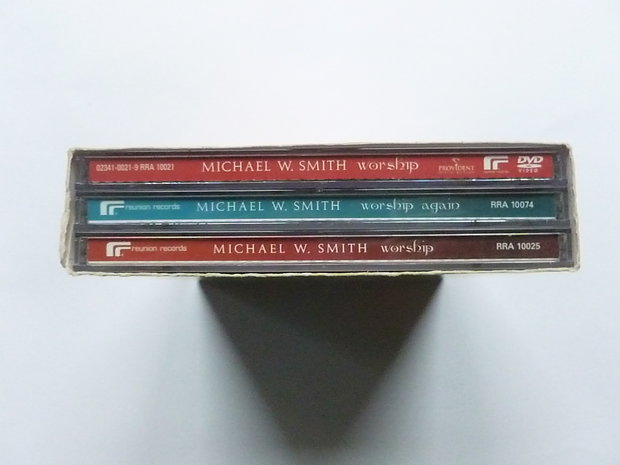 02341-0021-9 RRA 10021 MICHAEL W. SMITH worship PROVIDENT DVD VIDEO
reunion records MICHAEL W. SMITH worship again RRA 10074
reunion records MICHAEL W. SMITH worship RRA 10025